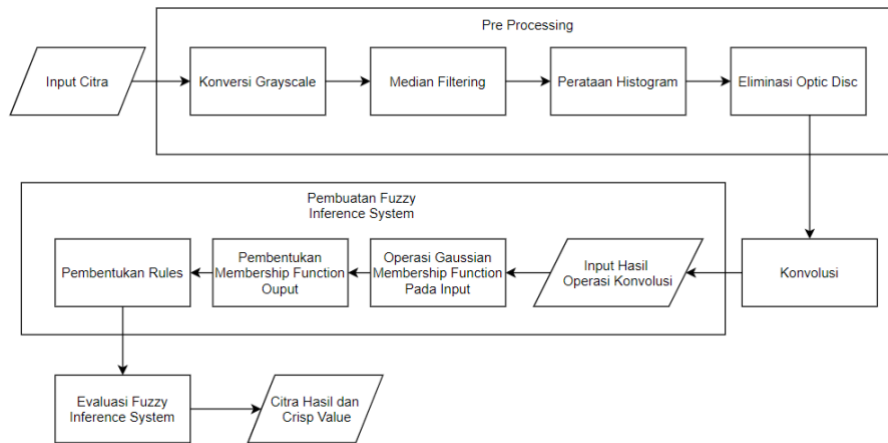 Pre Processing
Input Citra
Konversi Grayscale
Median Filtering
Perataan Histogram
Eliminasi Optic Disc
Pembuatan Fuzzy
Inference System
Pembentukan Rules
Pembentukan
Membership Function
Ouput
Operasi Gaussian
Membership Function
Pada Input
Input Hasil
Operasi Konvolusi
Konvolusi
Evaluasi Fuzzy
Inference System
Citra Hasil dan
Crisp Value